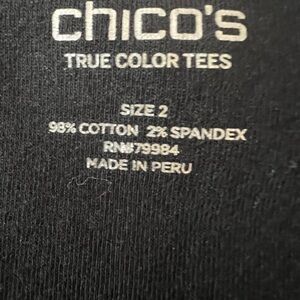 chico's
TRUE COLOR TEES
SIZE 2
98% COTTON 2% SPANDEX
RN#79984
MADE IN PERU